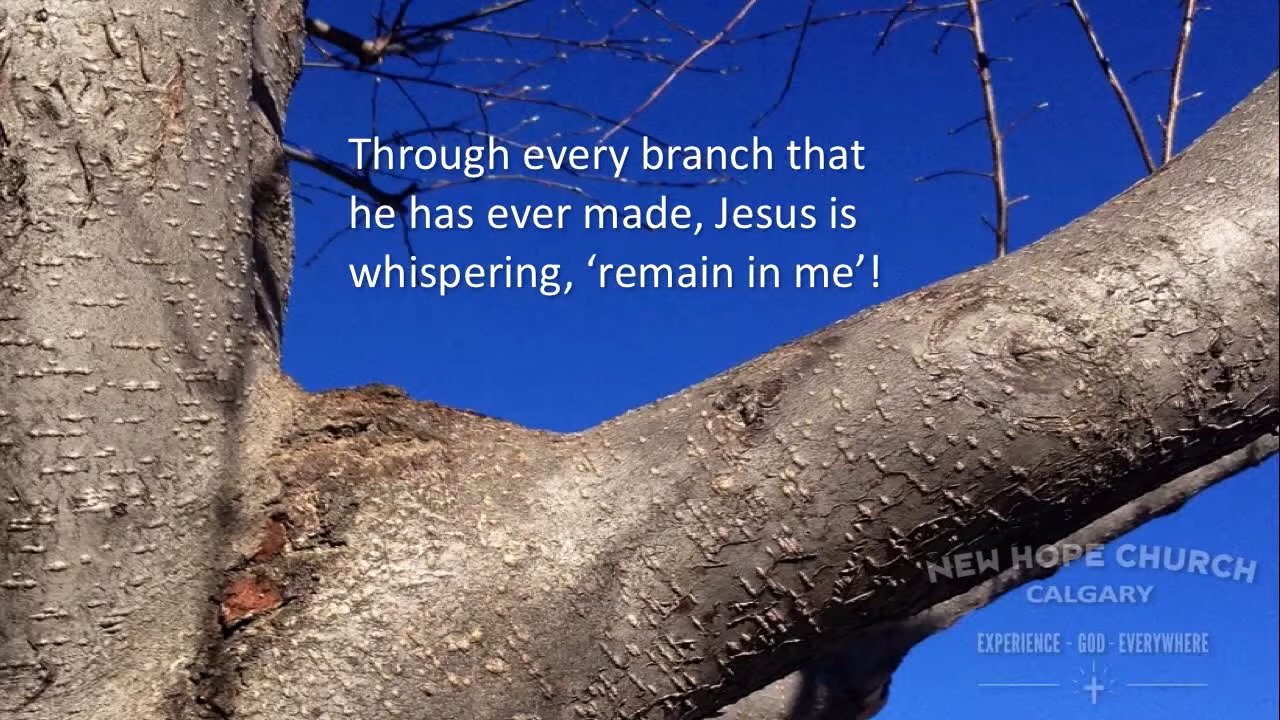 Through every branch that
he has ever made, Jesus is
whispering, ‘remain in me’!
NEW HOPE CHURCH
CALGARY
EXPERIENCE - GOD - EVERYWHERE